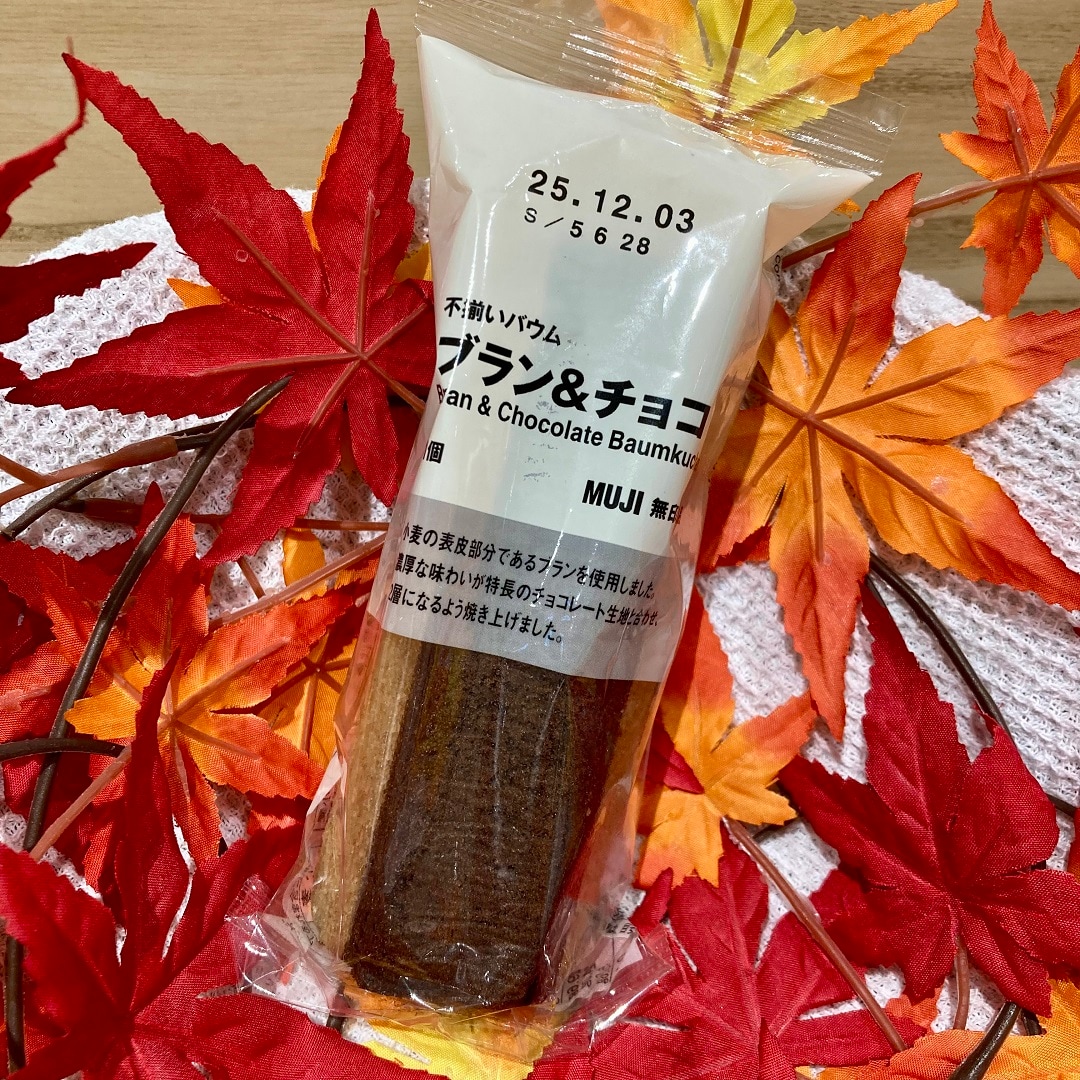 25.12.03
S/5628
不揃いバウム
ブラン&チョコ
Bran & Chocolate Baumkuc
個
MUJI 無印
小麦の表皮部分であるブランを使用しました。
濃厚な味わいが特長のチョコレート生地と合わせ、
2層になるよう焼き上げました。